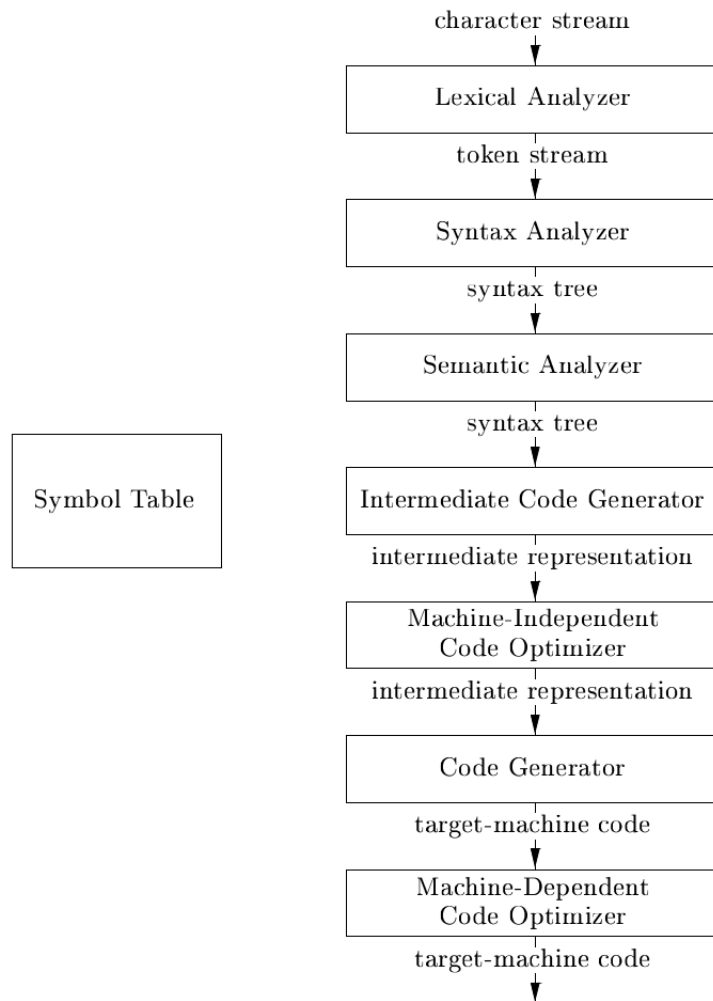 character stream
Lexical Analyzer
token stream
Syntax Analyzer
syntax tree
Semantic Analyzer
syntax tree
Symbol Table
Intermediate Code Generator
intermediate representation
Machine-Independent
Code Optimizer
intermediate representation
Code Generator
target-machine code
Machine-Dependent
Code Optimizer
target-machine code